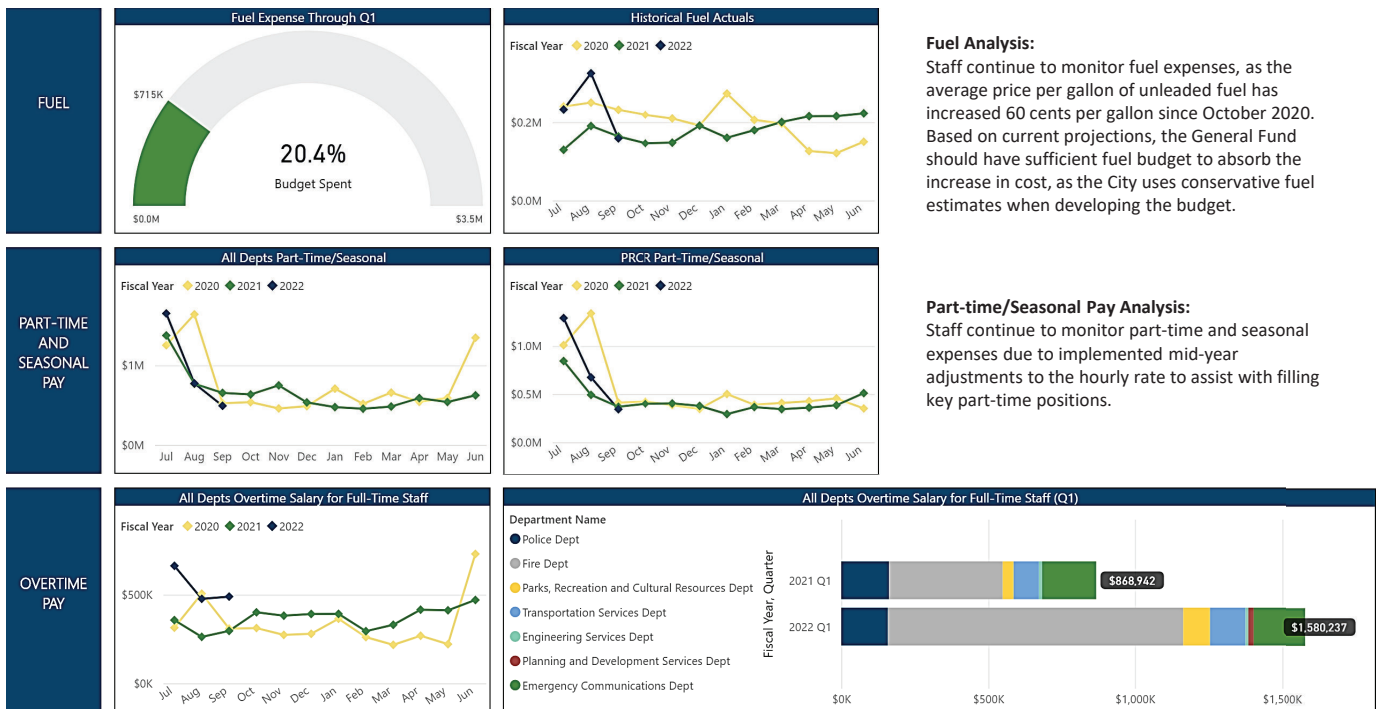 FUEL
Fuel Expense Through Q1
$715K
20.4%
Budget Spent
$0.0M
$3.5M
Historical Fuel Actuals
Fiscal Year 2020 2021 2022
$0.2M
$0.0M
Jul Aug Sep Oct Nov Dec Jan Feb Mar Apr May Jun
Fuel Analysis:
Staff continue to monitor fuel expenses, as the
average price per gallon of unleaded fuel has
increased 60 cents per gallon since October 2020.
Based on current projections, the General Fund
should have sufficient fuel budget to absorb the
increase in cost, as the City uses conservative fuel
estimates when developing the budget.
PART-TIME
AND
SEASONAL
PAY
All Depts Part-Time/Seasonal
Fiscal Year 2020 2021 2022
$1M
$0M
Jul Aug Sep Oct Nov Dec Jan Feb Mar Apr May Jun
PRCR Part-Time/Seasonal
Fiscal Year 2020 2021 2022
$1.0M
$0.5M
$0.0M
Jul Aug Sep Oct Nov Dec Jan Feb Mar Apr May Jun
Part-time/Seasonal Pay Analysis:
Staff continue to monitor part-time and seasonal
expenses due to implemented mid-year
adjustments to the hourly rate to assist with filling
key part-time positions.
OVERTIME
PAY
All Depts Overtime Salary for Full-Time Staff
Fiscal Year 2020 2021 2022
$500K
$0K
Jul Aug Sep Oct Nov Dec Jan Feb Mar Apr May Jun
All Depts Overtime Salary for Full-Time Staff (Q1)
Department Name
Police Dept
Fire Dept
Parks, Recreation and Cultural Resources Dept
Transportation Services Dept
Engineering Services Dept
Planning and Development Services Dept
Emergency Communications Dept
Fiscal Year, Quarter
2021 Q1
$868,942
2022 Q1
$1,580,237
$0K $500K $1,000K $1,500K